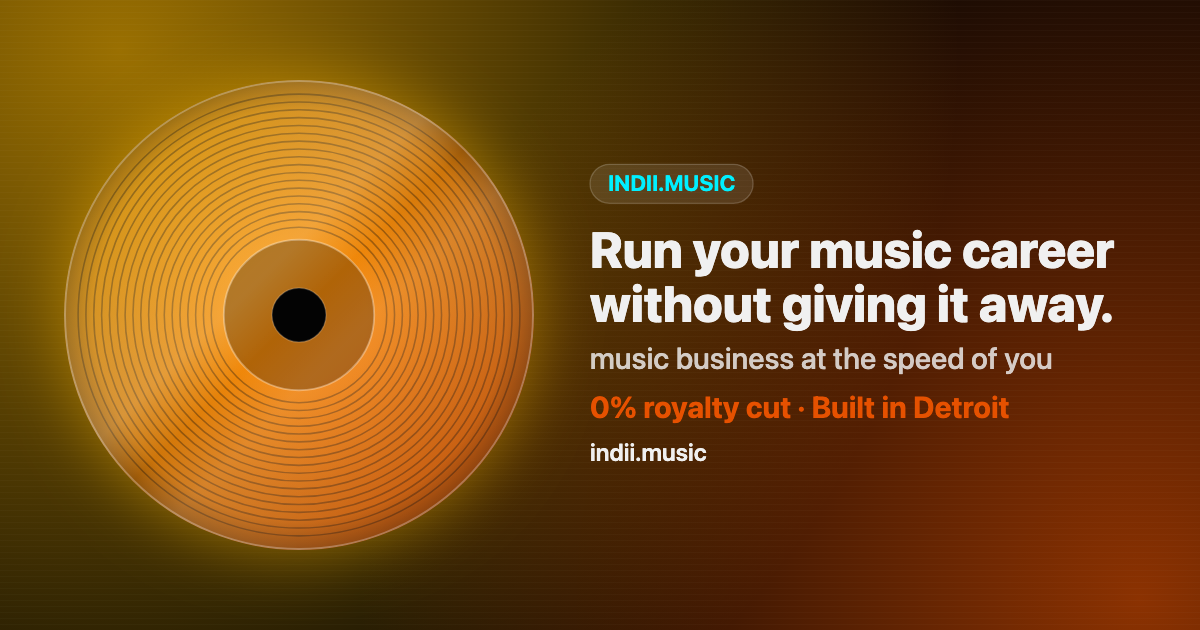 INDII.MUSIC
Run your music career
without giving it away.
music business at the speed of you
0% royalty cut · Built in Detroit
indii.music